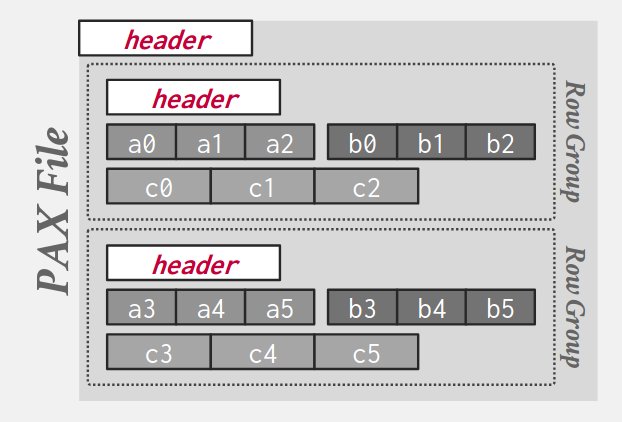 header
header
a0 a1 a2 b0 b1 b2
c0 c1 c2
Row Group
header
a3 a4 a5 b3 b4 b5
c3 c4 c5
Row Group
PAX File